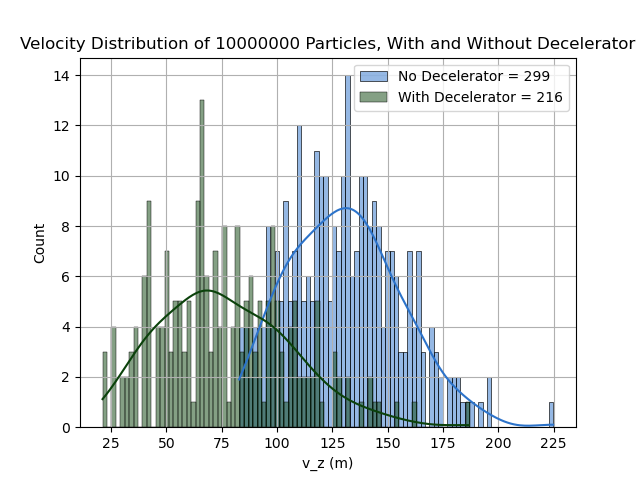 Velocity Distribution of 10000000 Particles, With and Without Decelerator
No Decelerator = 299
With Decelerator = 216
14
12
10
8
6
4
2
0
Count
25 50 75 100 125 150 175 200 225
v_z (m)